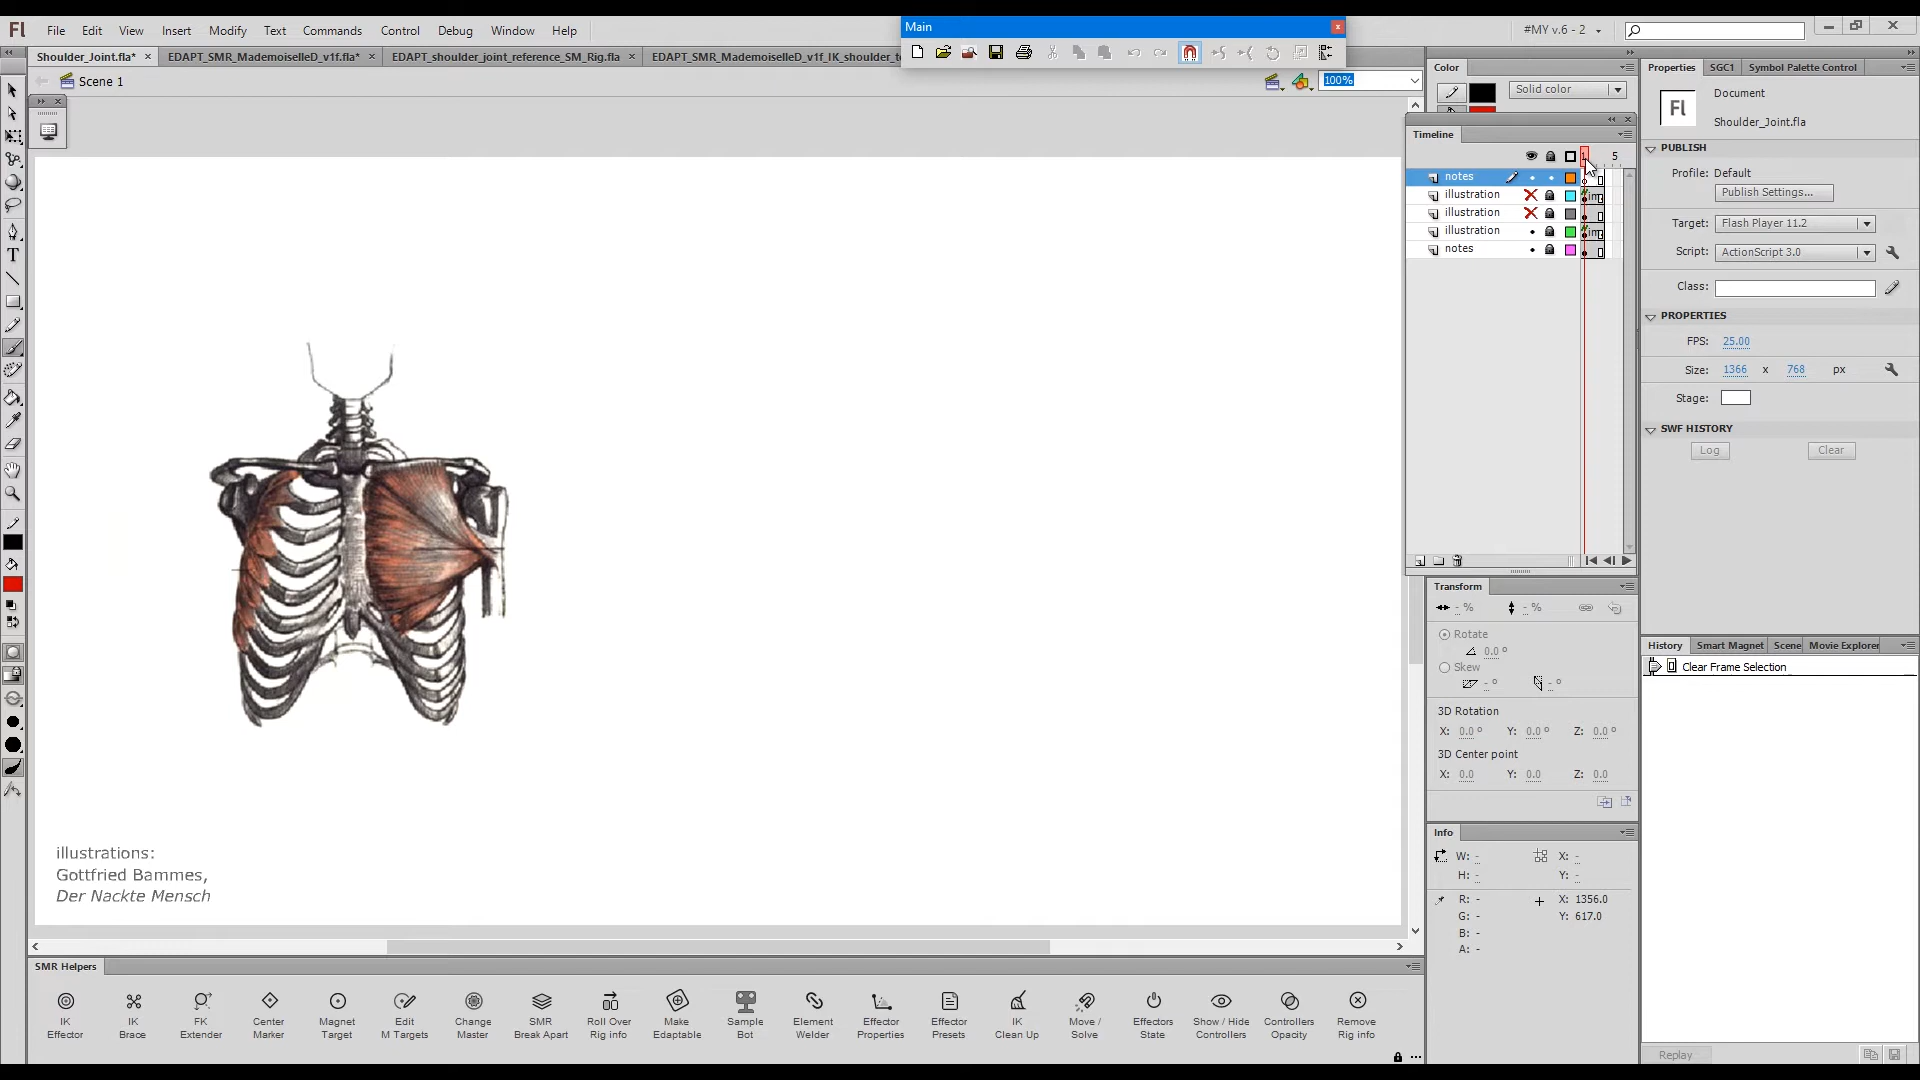 Fl File Edit View Insert Modify Text Commands Control Debug Window Help
Main
#MY v.6 - 2
Shoulder_Joint.fla*
EDAPT_SMR_MademoiselleD_v1f.fla*
EDAPT_shoulder_joint_reference_SM_Rig.fla
EDAPT_SMR_MademoiselleD_v1f_IK_shoulder_te
Scene 1
100%
Color
Solid color
Timeline
1 5
notes
illustration
illustration
illustration
notes
Properties SGC1 Symbol Palette Control
Fl
Document
Shoulder_Joint.fla
PUBLISH
Profile: Default
Publish Settings...
Target: Flash Player 11.2
Script: ActionScript 3.0
Class:
PROPERTIES
FPS: 25.00
Size: 1366 x 768 px
Stage:
SWF HISTORY
Log Clear
illustrations:
Gottfried Bammes,
Der Nackte Mensch
Transform
- % - %
Rotate
0.0 °
Skew
- ° - °
3D Rotation
X: 0.0 ° Y: 0.0 ° Z: 0.0 °
3D Center point
X: 0.0 Y: 0.0 Z: 0.0
Info
W: - X: -
H: - Y: -
R: - X: 1356.0
G: - Y: 617.0
B: -
A: -
History Smart Magnet Scene Movie Explorer
Clear Frame Selection
Replay
SMR Helpers
IK Effector
IK Brace
FK Extender
Center Marker
Magnet Target
Edit M Targets
Change Master
SMR Break Apart
Roll Over Rig info
Make Edaptable
Sample Bot
Element Welder
Effector Properties
Effector Presets
IK Clean Up
Move / Solve
Effectors State
Show / Hide Controllers
Controllers Opacity
Remove Rig info